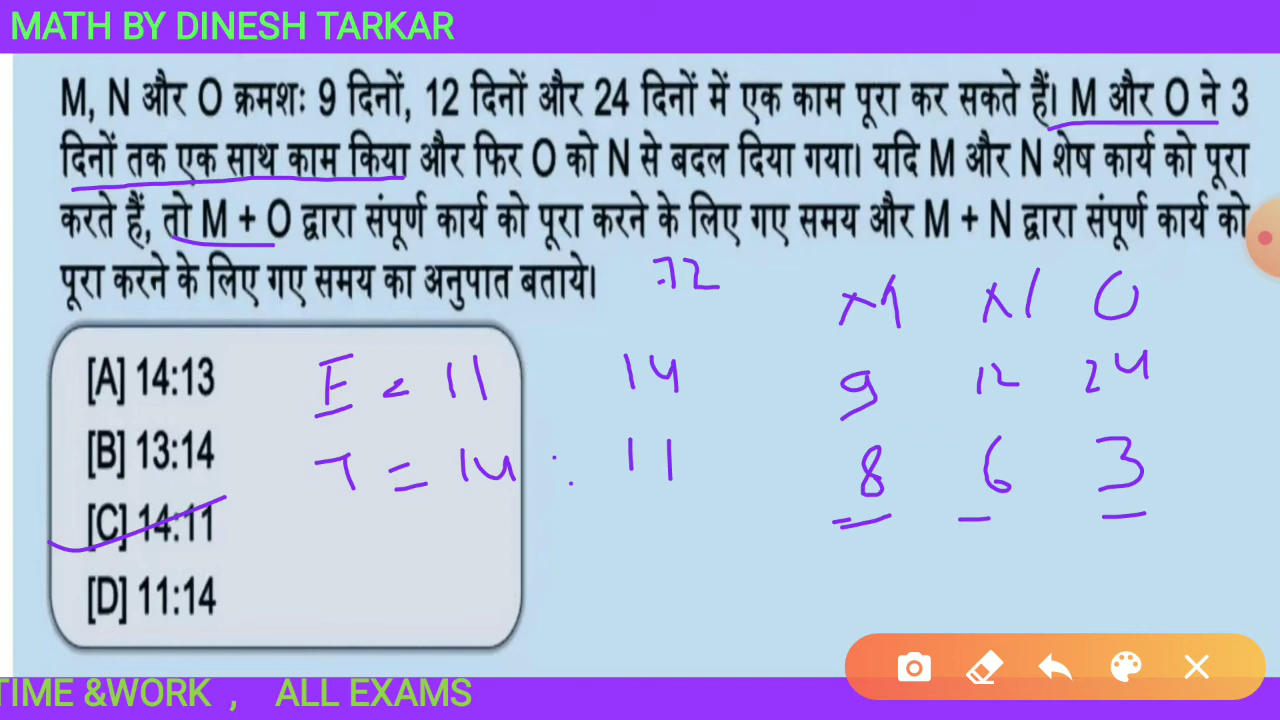 MATH BY DINESH TARKAR
M, N और O क्रमशः 9 दिनों, 12 दिनों और 24 दिनों में एक काम पूरा कर सकते हैं। M और O ने 3
दिनों तक एक साथ काम किया और फिर O को N से बदल दिया गया। यदि M और N शेष कार्य को पूरा
करते हैं, तो M + O द्वारा संपूर्ण कार्य को पूरा करने के लिए गए समय और M + N द्वारा संपूर्ण कार्य को
पूरा करने के लिए गए समय का अनुपात बताये।
72
M N O
[A] 14:13
E = 11 14
9 12 24
[B] 13:14
T = 14 : 11
8 6 3
[C] 14:11
[D] 11:14
TIME &WORK , ALL EXAMS